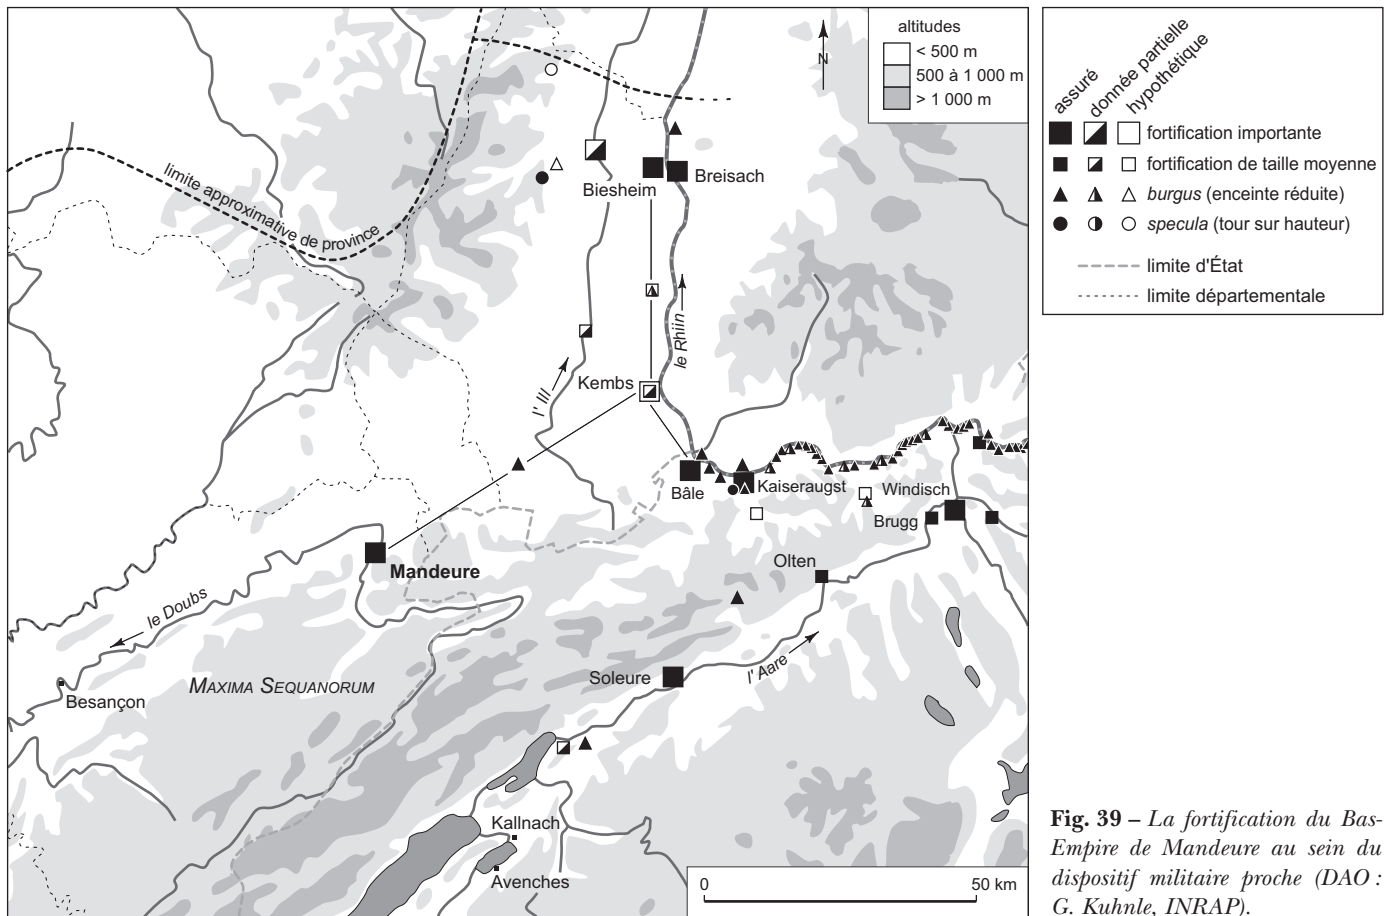 altitudes
< 500 m
500 à 1 000 m
> 1 000 m
N
limite approximative de province
Biesheim
Breisach
le Rhiin
l' Ill
Kembs
Bâle
Kaiseraugst
Windisch
Brugg
Mandeure
Olten
le Doubs
l'Aare
Soleure
MAXIMA SEQUANORUM
Besançon
Kallnach
Avenches
0 50 km
assuré
donnée partielle
hypothétique
fortification importante
fortification de taille moyenne
burgus (enceinte réduite)
specula (tour sur hauteur)
limite d'État
limite départementale
Fig. 39 – La fortification du Bas-
Empire de Mandeure au sein du
dispositif militaire proche (DAO :
G. Kuhnle, INRAP).